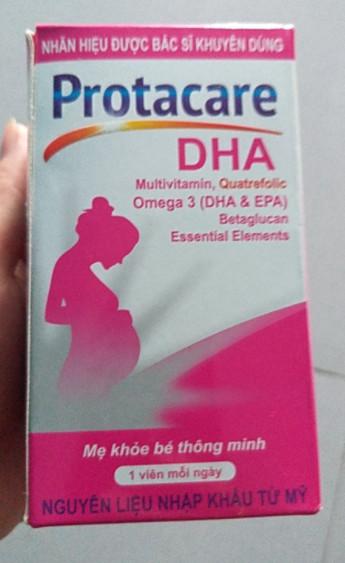 NHÃN HIỆU ĐƯỢC BÁC SĨ KHUYÊN DÙNG
Protacare
DHA
Multivitamin, Quatrefolic
Omega 3 (DHA & EPA)
Betaglucan
Essential Elements
Mẹ khỏe bé thông minh
1 viên mỗi ngày
NGUYÊN LIỆU NHẬP KHẨU TỪ MỸ